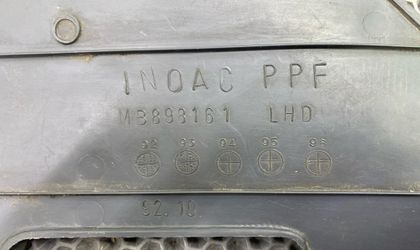 INOAC PPF
MB898161 LHD
92 93 94 95 96
92.10.